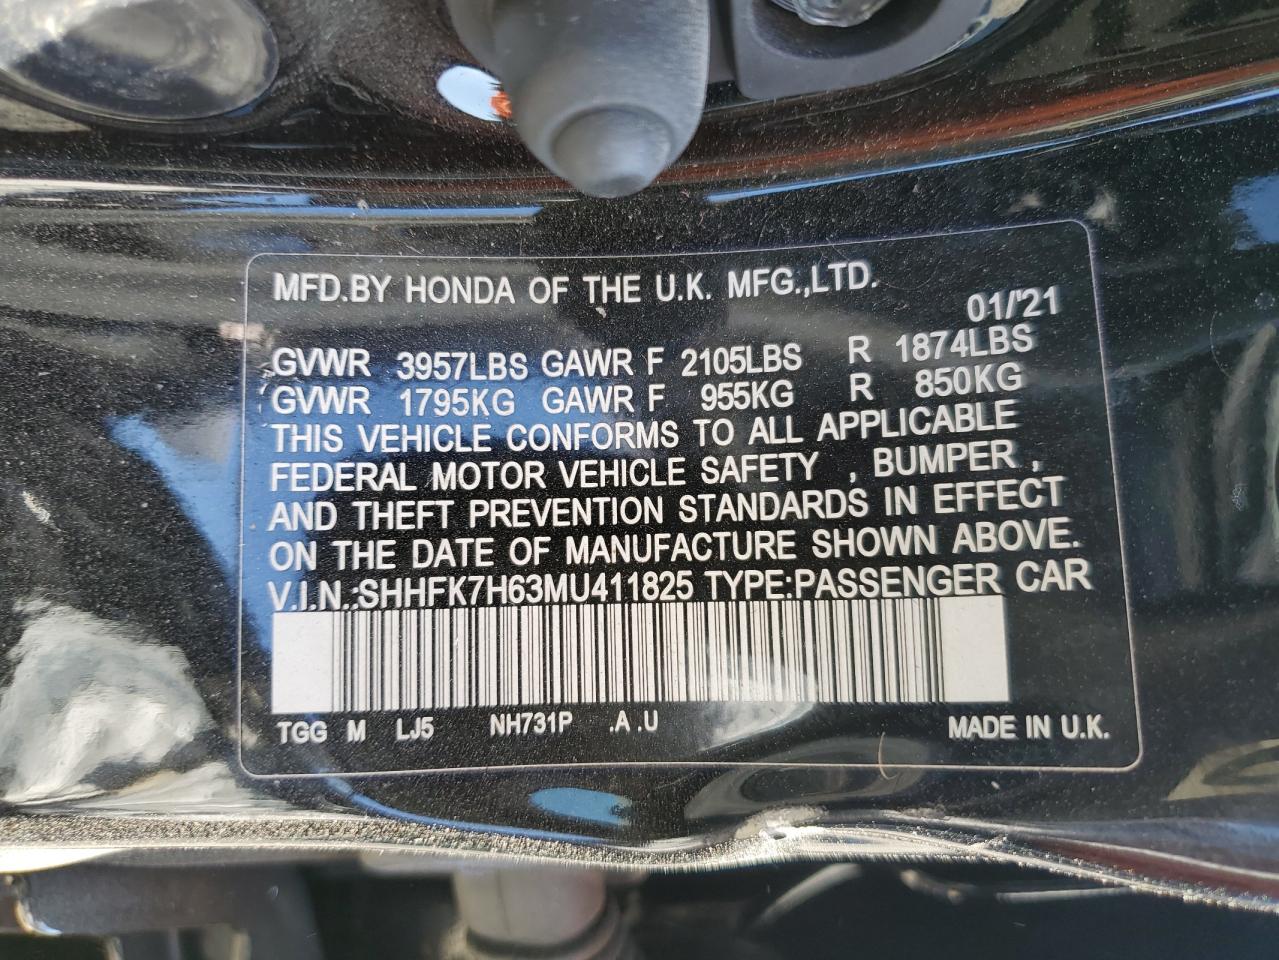 MFD.BY HONDA OF THE U.K. MFG.,LTD.
01/'21
GVWR 3957LBS GAWR F 2105LBS R 1874LBS
GVWR 1795KG GAWR F 955KG R 850KG
THIS VEHICLE CONFORMS TO ALL APPLICABLE
FEDERAL MOTOR VEHICLE SAFETY , BUMPER ,
AND THEFT PREVENTION STANDARDS IN EFFECT
ON THE DATE OF MANUFACTURE SHOWN ABOVE.
V.I.N.:SHHFK7H63MU411825 TYPE:PASSENGER CAR
TGG M LJ5 NH731P .A .U MADE IN U.K.